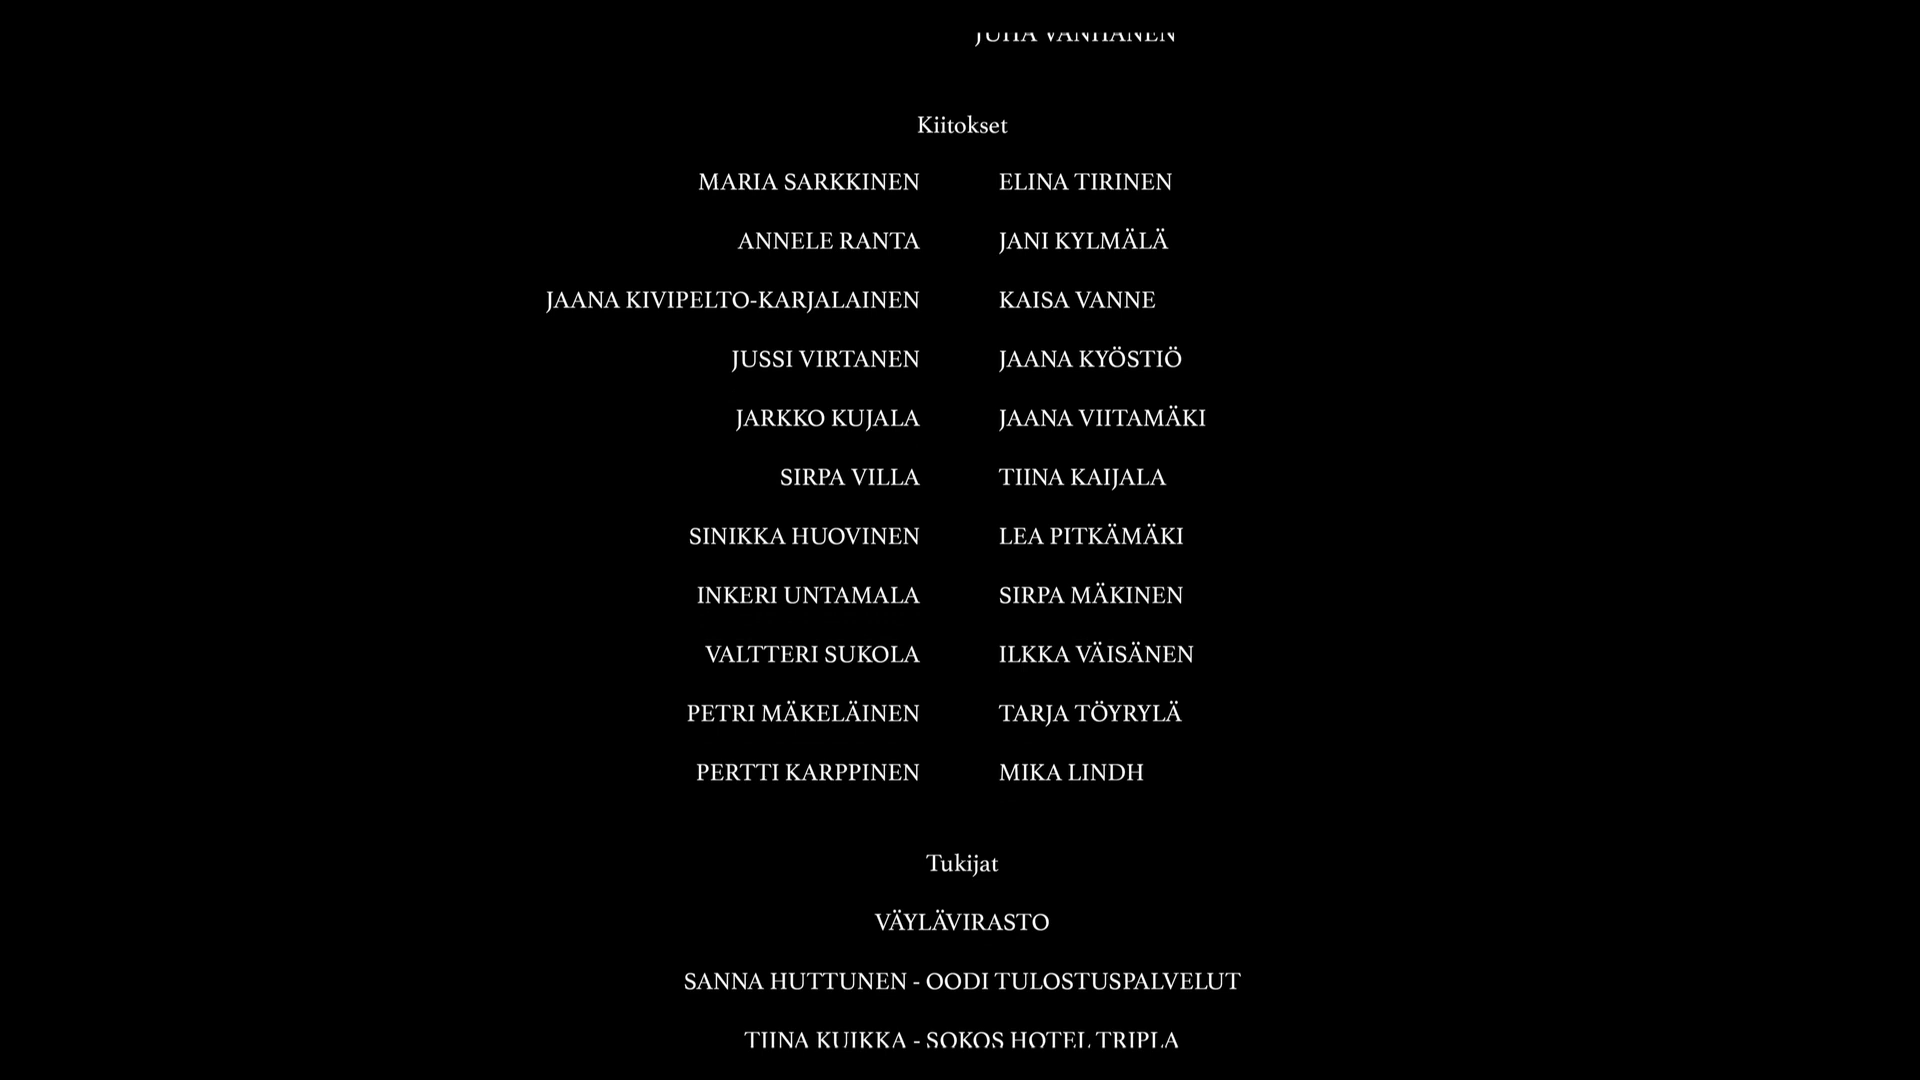 JUHA VANHANEN
Kiitokset
MARIA SARKKINEN ELINA TIRINEN
ANNELE RANTA JANI KYLMÄLÄ
JAANA KIVIPELTO-KARJALAINEN KAISA VANNE
JUSSI VIRTANEN JAANA KYÖSTIÖ
JARKKO KUJALA JAANA VIITAMÄKI
SIRPA VILLA TIINA KAIJALA
SINIKKA HUOVINEN LEA PITKÄMÄKI
INKERI UNTAMALA SIRPA MÄKINEN
VALTTERI SUKOLA ILKKA VÄISÄNEN
PETRI MÄKELÄINEN TARJA TÖYRYLÄ
PERTTI KARPPINEN MIKA LINDH
Tukijat
VÄYLÄVIRASTO
SANNA HUTTUNEN - OODI TULOSTUSPALVELUT
TIINA KUIKKA - SOKOS HOTEL TRIPLA